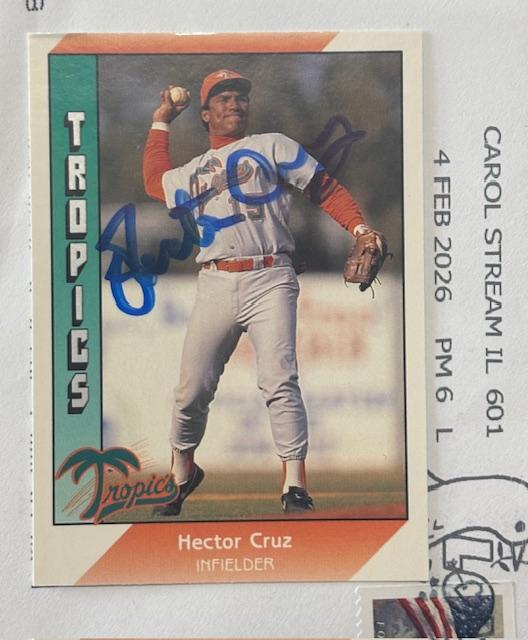 TROPICS
Tropics
Hector Cruz
INFIELDER
CAROL STREAM IL 601
4 FEB 2026 PM 6 L